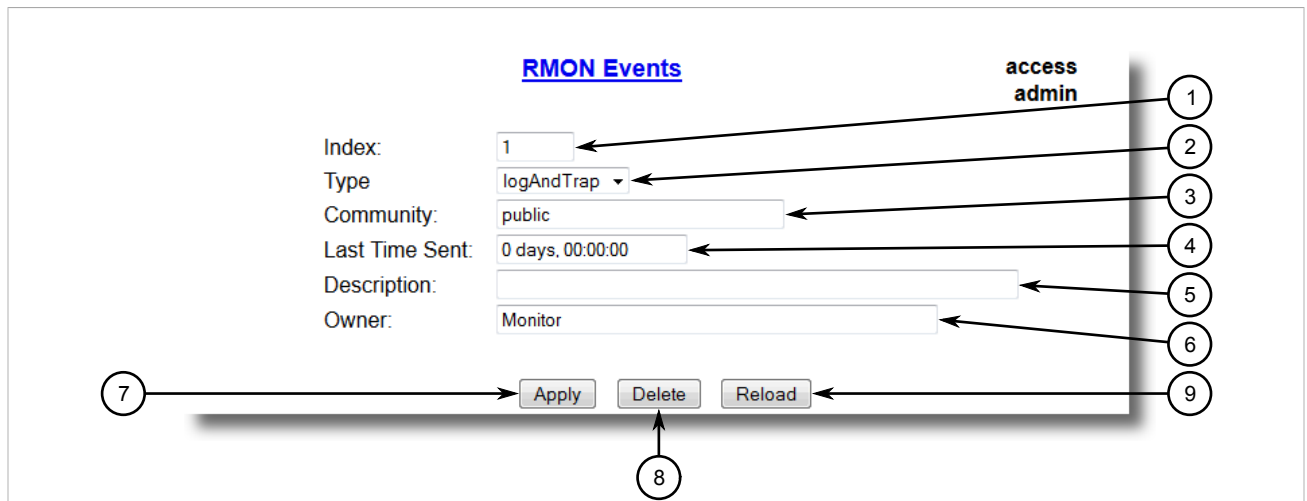 RMON Events
access
admin
1
Index: 1
2
Type logAndTrap
3
Community: public
4
Last Time Sent: 0 days, 00:00:00
Description:
5
Owner: Monitor
6
7
Apply Delete Reload
9
8